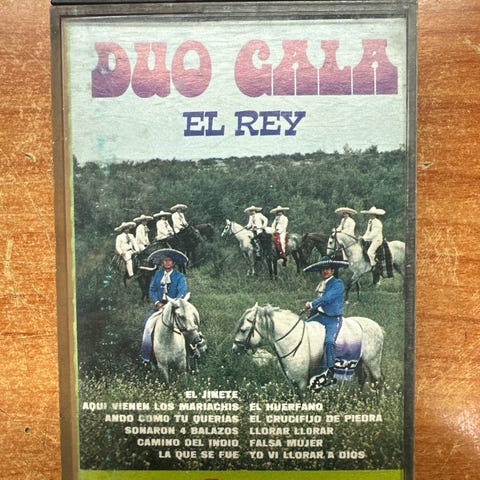 DUO GALA
EL REY
EL JINETE
AQUI VIENEN LOS MARIACHIS
ANDO COMO TU QUERIAS
SONARON 4 BALAZOS
CAMINO DEL INDIO
LA QUE SE FUE
EL HUERFANO
EL CRUCIFIJO DE PIEDRA
LLORAR LLORAR
FALSA MUJER
YO VI LLORAR A DIOS